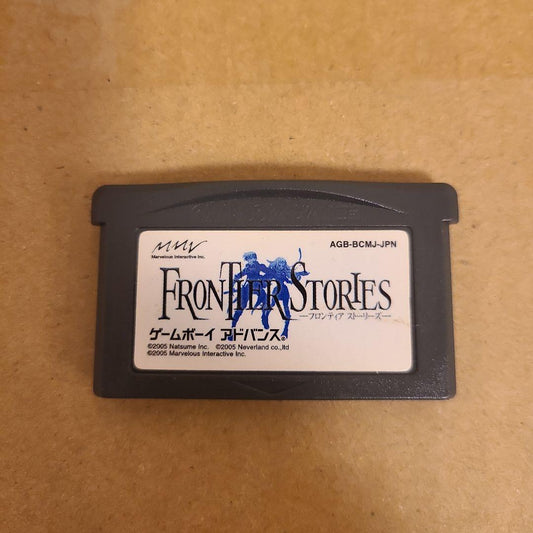 MMV
Marvelous Interactive Inc.
AGB-BCMJ-JPN
FRONTIER STORIES
—フロンティア ストーリーズ—
ゲームボーイ アドバンス®
©2005 Natsume Inc. ©2005 Neverland co.,ltd
©2005 Marvelous Interactive Inc.